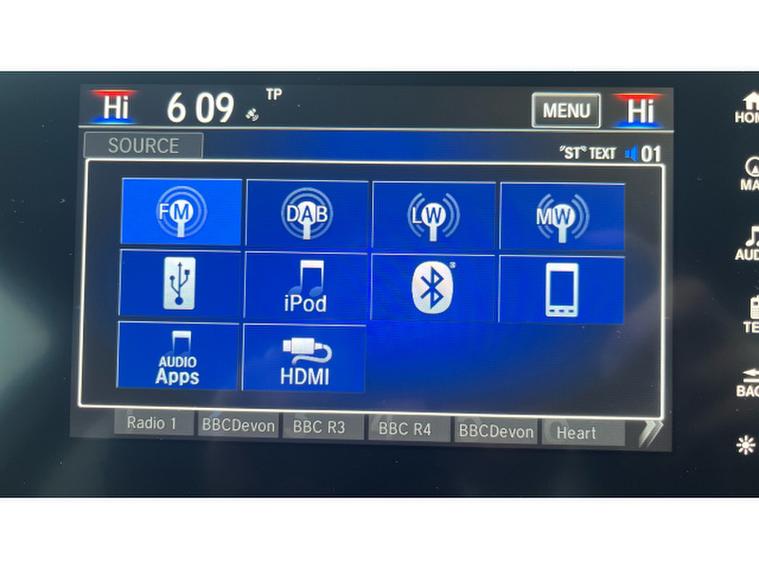 Hi 6 09 TP MENU Hi
SOURCE
"ST" TEXT 01
FM DAB LW MW
iPod
AUDIO
Apps HDMI
Radio 1 BBCDevon BBC R3 BBC R4 BBCDevon Heart